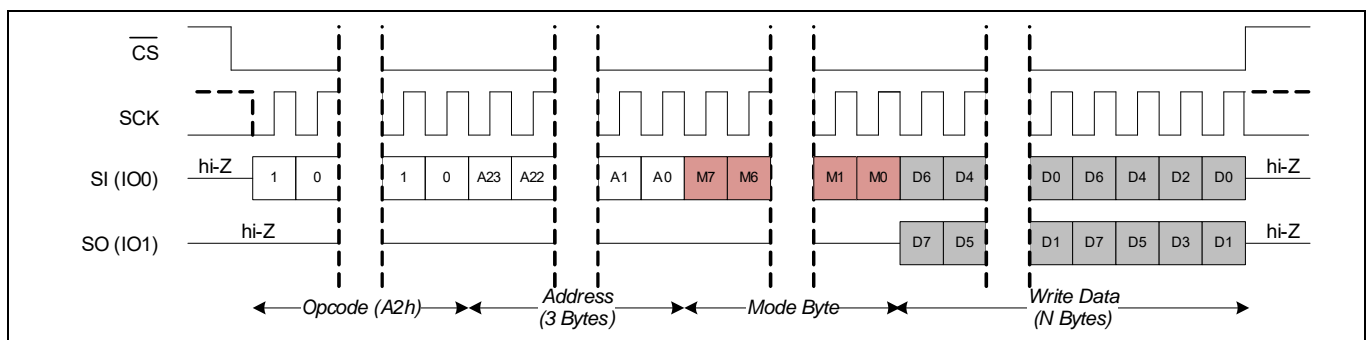 CS
SCK
SI (IO0) hi-Z 1 0 1 0 A23 A22 A1 A0 M7 M6 M1 M0 D6 D4 D0 D6 D4 D2 D0 hi-Z
SO (IO1) hi-Z D7 D5 D1 D7 D5 D3 D1 hi-Z
Opcode (A2h) Address Mode Byte Write Data
(3 Bytes) (N Bytes)